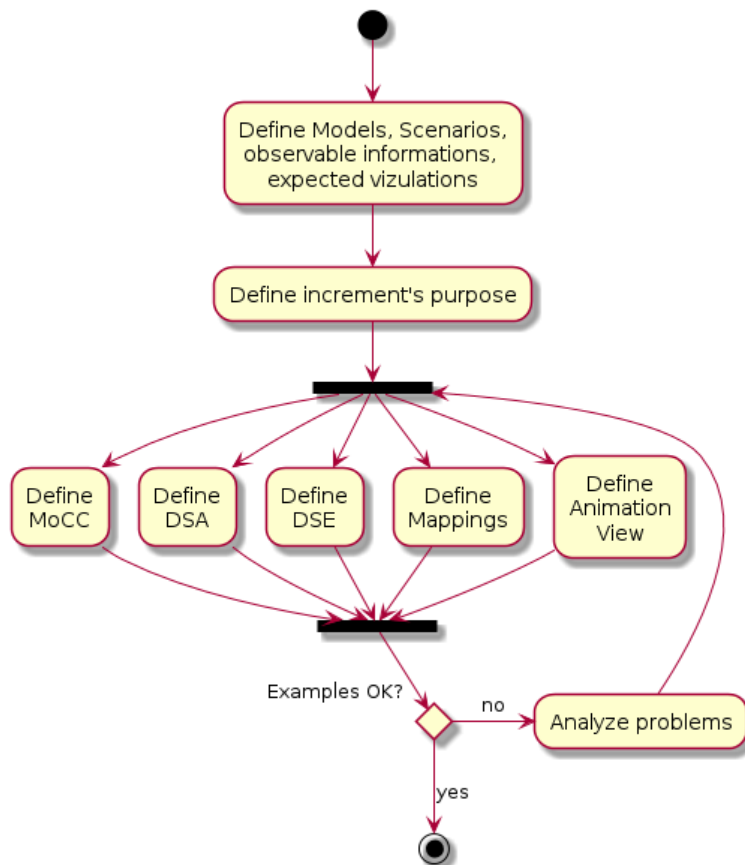 Define Models, Scenarios,
observable informations,
expected vizulations
Define increment's purpose
Define
MoCC
Define
DSA
Define
DSE
Define
Mappings
Define
Animation
View
Examples OK?
no
Analyze problems
yes